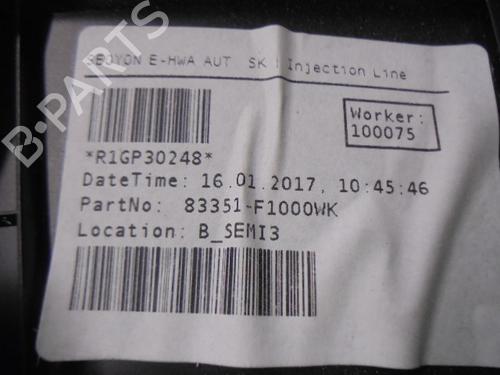 SEOYON E-HWA AUT SK Injection Line
Worker:
100075
*R1GP30248*
DateTime: 16.01.2017, 10:45:46
PartNo: 83351-F1000WK
Location: B_SEMI3
B-PARTS